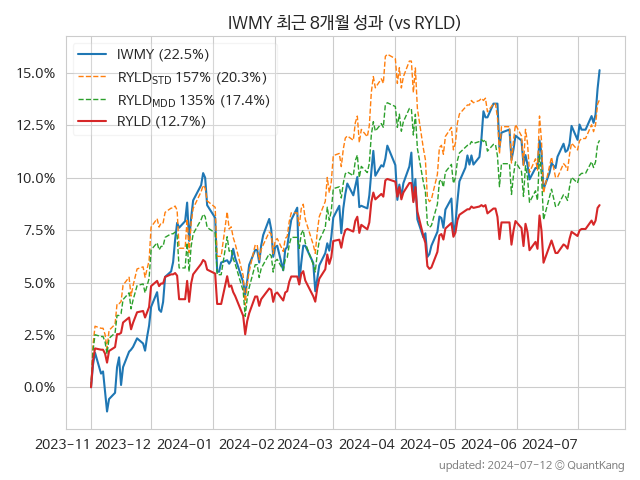 IWMY 최근 8개월 성과 (vs RYLD)
IWMY (22.5%)
RYLD_STD 157% (20.3%)
RYLD_MDD 135% (17.4%)
RYLD (12.7%)
15.0%
12.5%
10.0%
7.5%
5.0%
2.5%
0.0%
2023-11 2023-12 2024-01 2024-02 2024-03 2024-04 2024-05 2024-06 2024-07
updated: 2024-07-12 © QuantKang